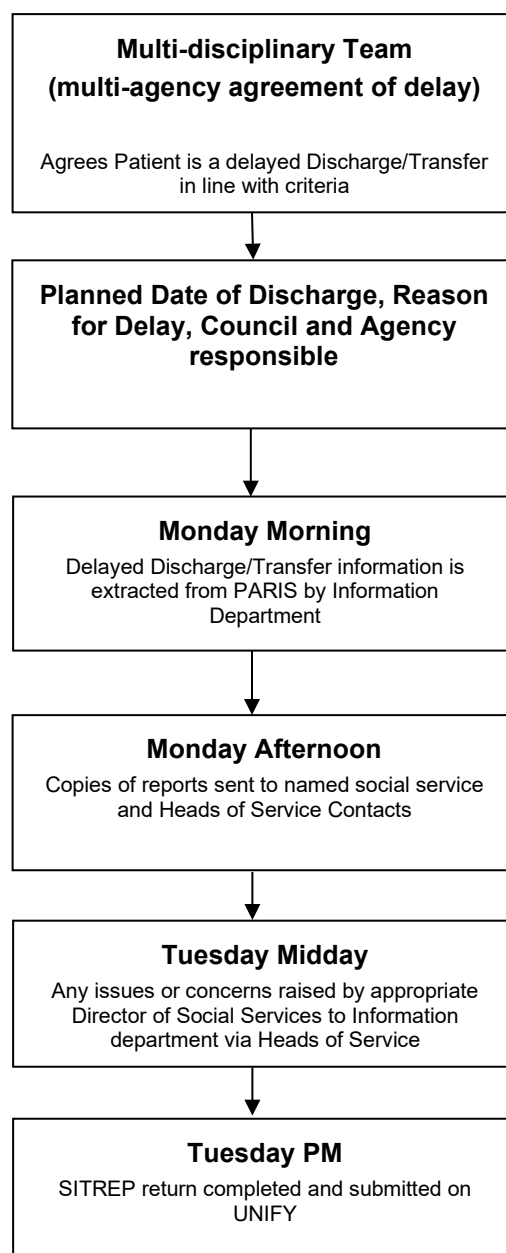 Multi-disciplinary Team
(multi-agency agreement of delay)
Agrees Patient is a delayed Discharge/Transfer
in line with criteria
Planned Date of Discharge, Reason
for Delay, Council and Agency
responsible
Monday Morning
Delayed Discharge/Transfer information is
extracted from PARIS by Information
Department
Monday Afternoon
Copies of reports sent to named social service
and Heads of Service Contacts
Tuesday Midday
Any issues or concerns raised by appropriate
Director of Social Services to Information
department via Heads of Service
Tuesday PM
SITREP return completed and submitted on
UNIFY